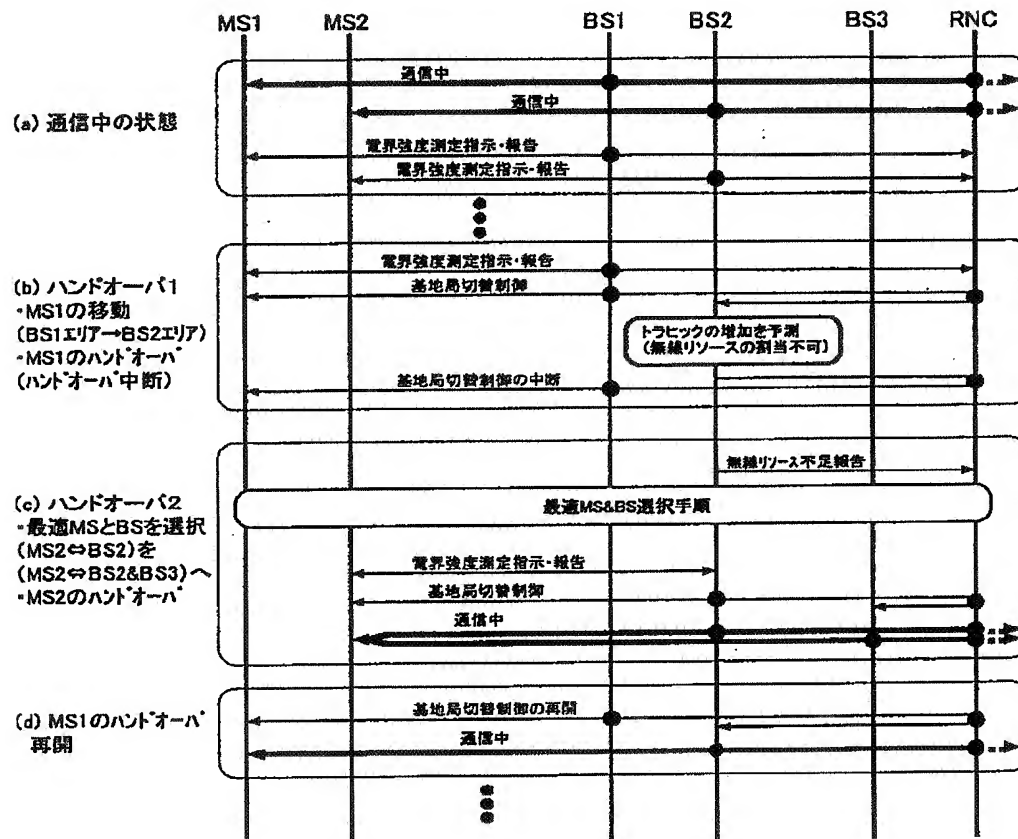 MS1 MS2 BS1 BS2 BS3 RNC
通信中
通信中
(a) 通信中の状態
電界強度測定指示・報告
電界強度測定指示・報告
電界強度測定指示・報告
(b) ハンドオーバ1
・MS1の移動
(BS1エリア→BS2エリア)
・MS1のハンドオーバ
(ハンドオーバ中断)
基地局切替制御
トラヒックの増加を予測
(無線リソースの割当不可)
基地局切替制御の中断
無線リソース不足報告
(c) ハンドオーバ2
・最適MSとBSを選択
(MS2⇔BS2)を
(MS2⇔BS2&BS3)へ
・MS2のハンドオーバ
最適MS&BS選択手順
電界強度測定指示・報告
基地局切替制御
通信中
(d) MS1のハンドオーバ
再開
基地局切替制御の再開
通信中